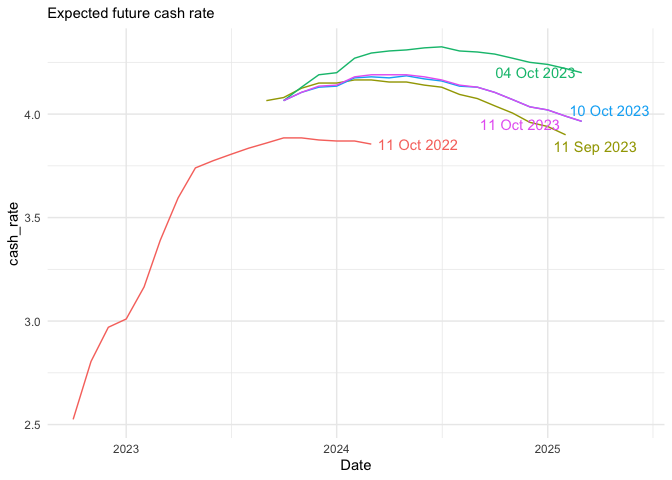 Expected future cash rate
04 Oct 2023
10 Oct 2023
11 Oct 2023
11 Oct 2022
11 Sep 2023
4.0
3.5
3.0
2.5
cash_rate
2023
2024
2025
Date